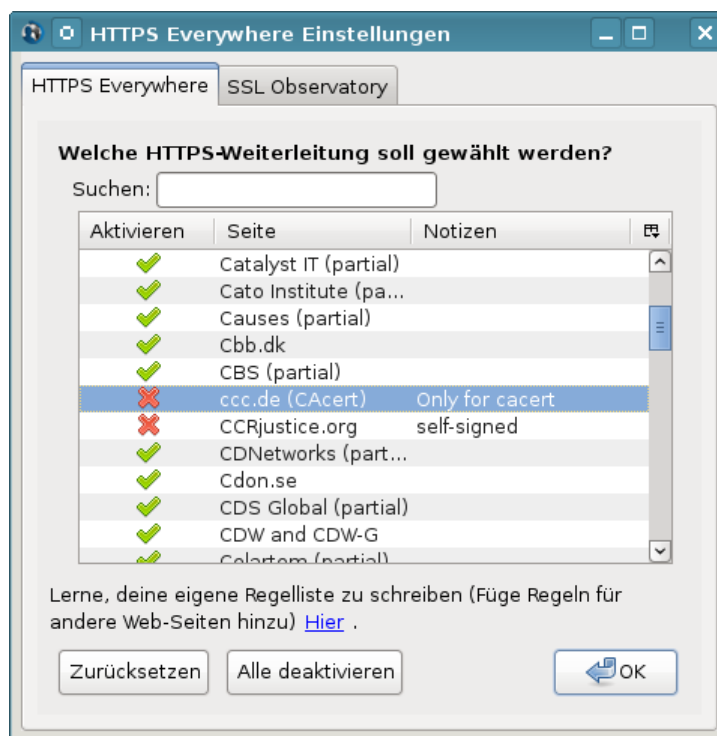 HTTPS Everywhere Einstellungen
HTTPS Everywhere SSL Observatory
Welche HTTPS-Weiterleitung soll gewählt werden?
Suchen:
Aktivieren Seite Notizen
Catalyst IT (partial)
Cato Institute (pa...
Causes (partial)
Cbb.dk
CBS (partial)
ccc.de (CAcert) Only for cacert
CCRjustice.org self-signed
CDNetworks (part...
Cdon.se
CDS Global (partial)
CDW and CDW-G
(partial)
Lerne, deine eigene Regelliste zu schreiben (Füge Regeln für
andere Web-Seiten hinzu) Hier .
Zurücksetzen Alle deaktivieren OK